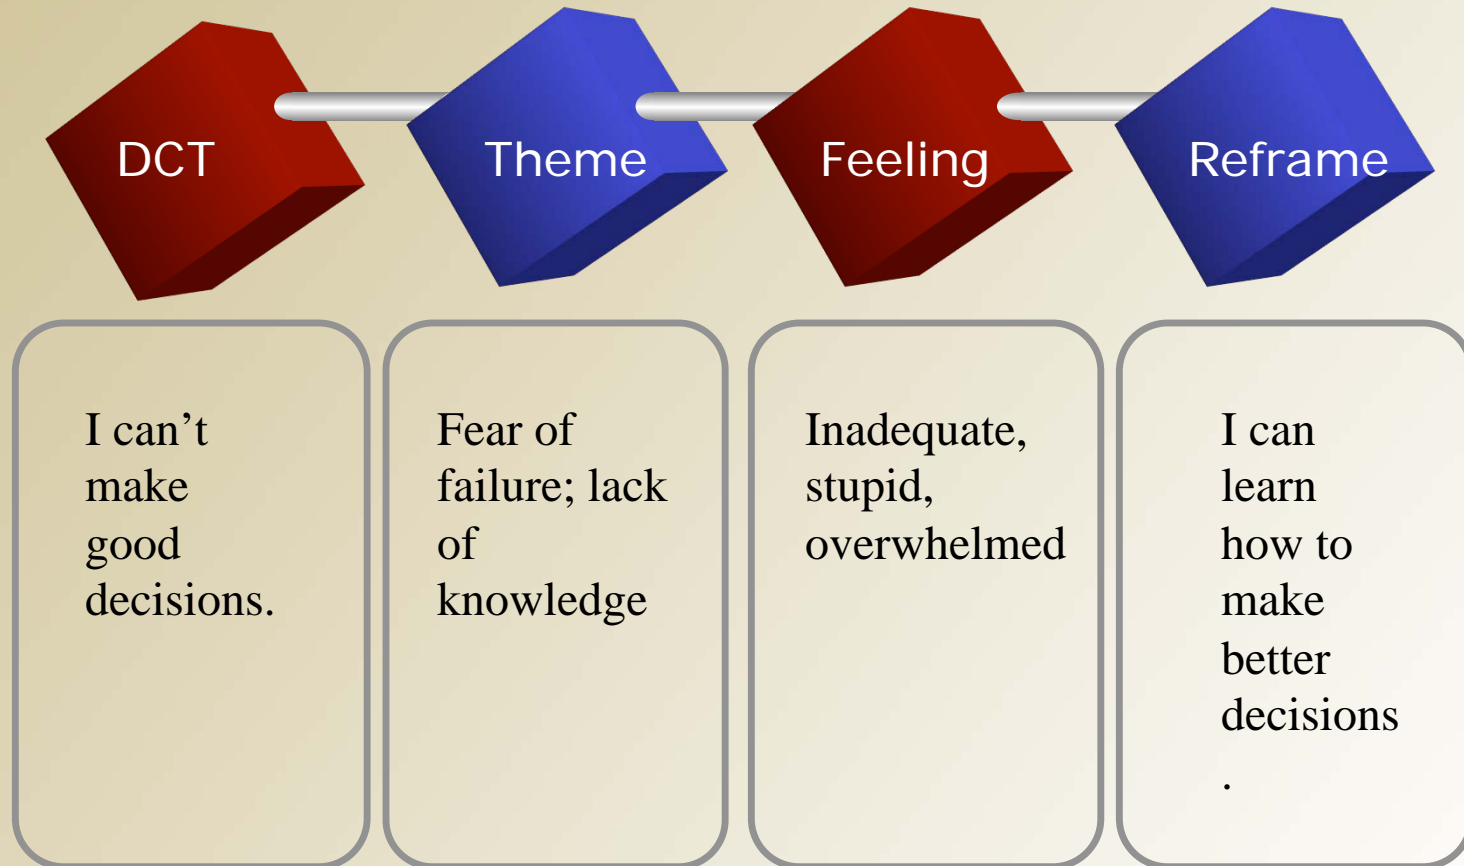 DCT
Theme
Feeling
Reframe
I can’t
make
good
decisions.
Fear of
failure; lack
of
knowledge
Inadequate,
stupid,
overwhelmed
I can
learn
how to
make
better
decisions
.